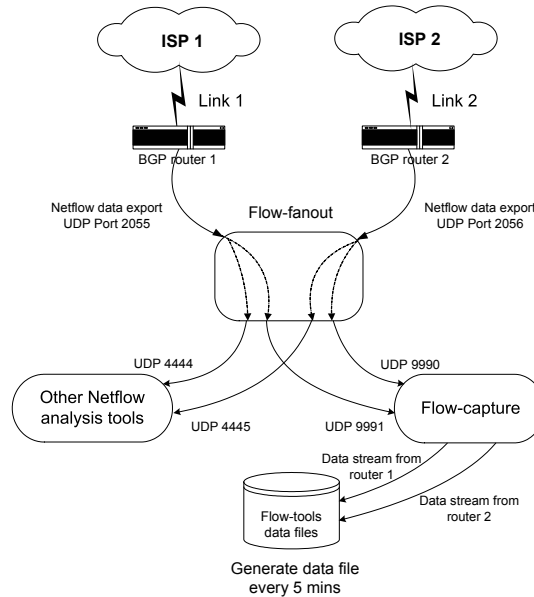 ISP 1
ISP 2
Link 1
Link 2
BGP router 1
BGP router 2
Netflow data export
UDP Port 2055
Flow-fanout
Netflow data export
UDP Port 2056
UDP 4444
UDP 9990
Other Netflow
analysis tools
Flow-capture
UDP 4445
UDP 9991
Data stream from
router 1
Data stream from
router 2
Flow-tools
data files
Generate data file
every 5 mins